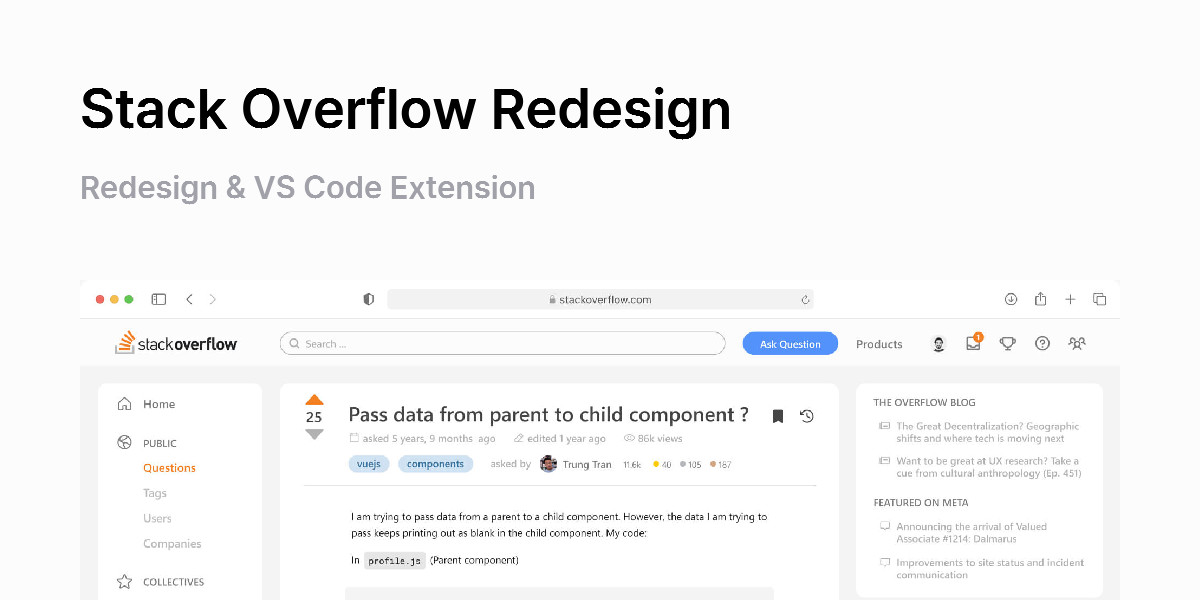 Stack Overflow Redesign
Redesign & VS Code Extension
stackoverflow.com
stackoverflow
Search ...
Ask Question
Products
1
Home
PUBLIC
Questions
Tags
Users
Companies
COLLECTIVES
25
Pass data from parent to child component ?
asked 5 years, 9 months ago
edited 1 year ago
86k views
vuejs
components
asked by
Trung Tran
11.6k
40
105
187
I am trying to pass data from a parent to a child component. However, the data I am trying to
pass keeps printing out as blank in the child component. My code:
In profile.js (Parent component)
THE OVERFLOW BLOG
The Great Decentralization? Geographic
shifts and where tech is moving next
Want to be great at UX research? Take a
cue from cultural anthropology (Ep. 451)
FEATURED ON META
Announcing the arrival of Valued
Associate #1214: Dalmarus
Improvements to site status and incident
communication